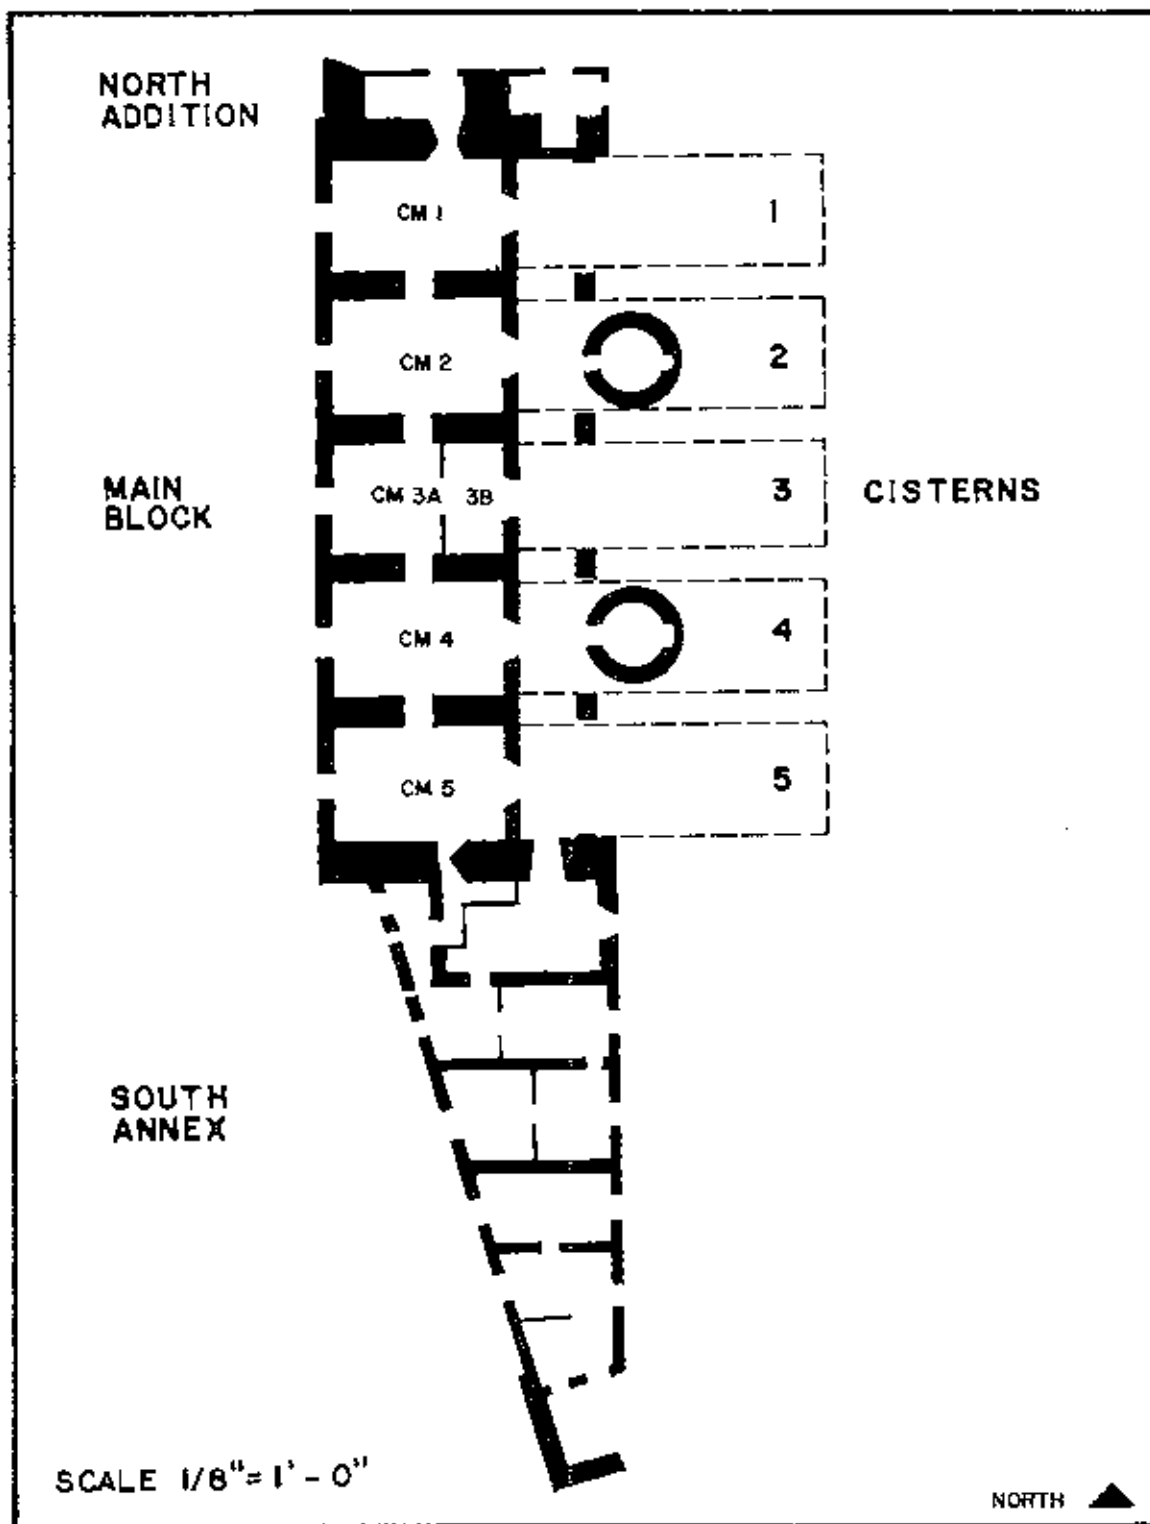 NORTH
ADDITION
CM 1
1
CM 2
2
MAIN
BLOCK
CM 3A
3B
3
CISTERNS
CM 4
4
CM 5
5
SOUTH
ANNEX
SCALE 1/8"= 1' - 0"
NORTH